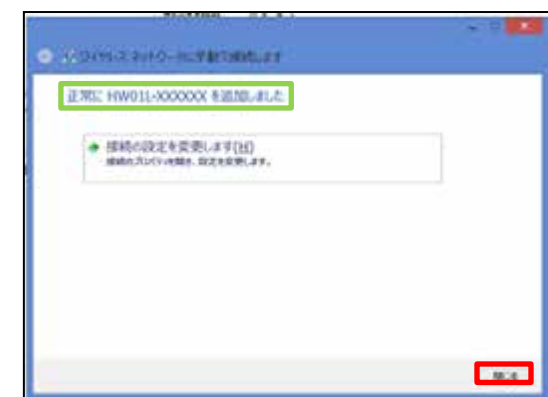 ワイヤレス ネットワークに手動で接続します
正常に HW01L-XXXXXX を追加しました
接続の設定を変更します(H)
接続のプロパティを開き、設定を変更します。
閉じる